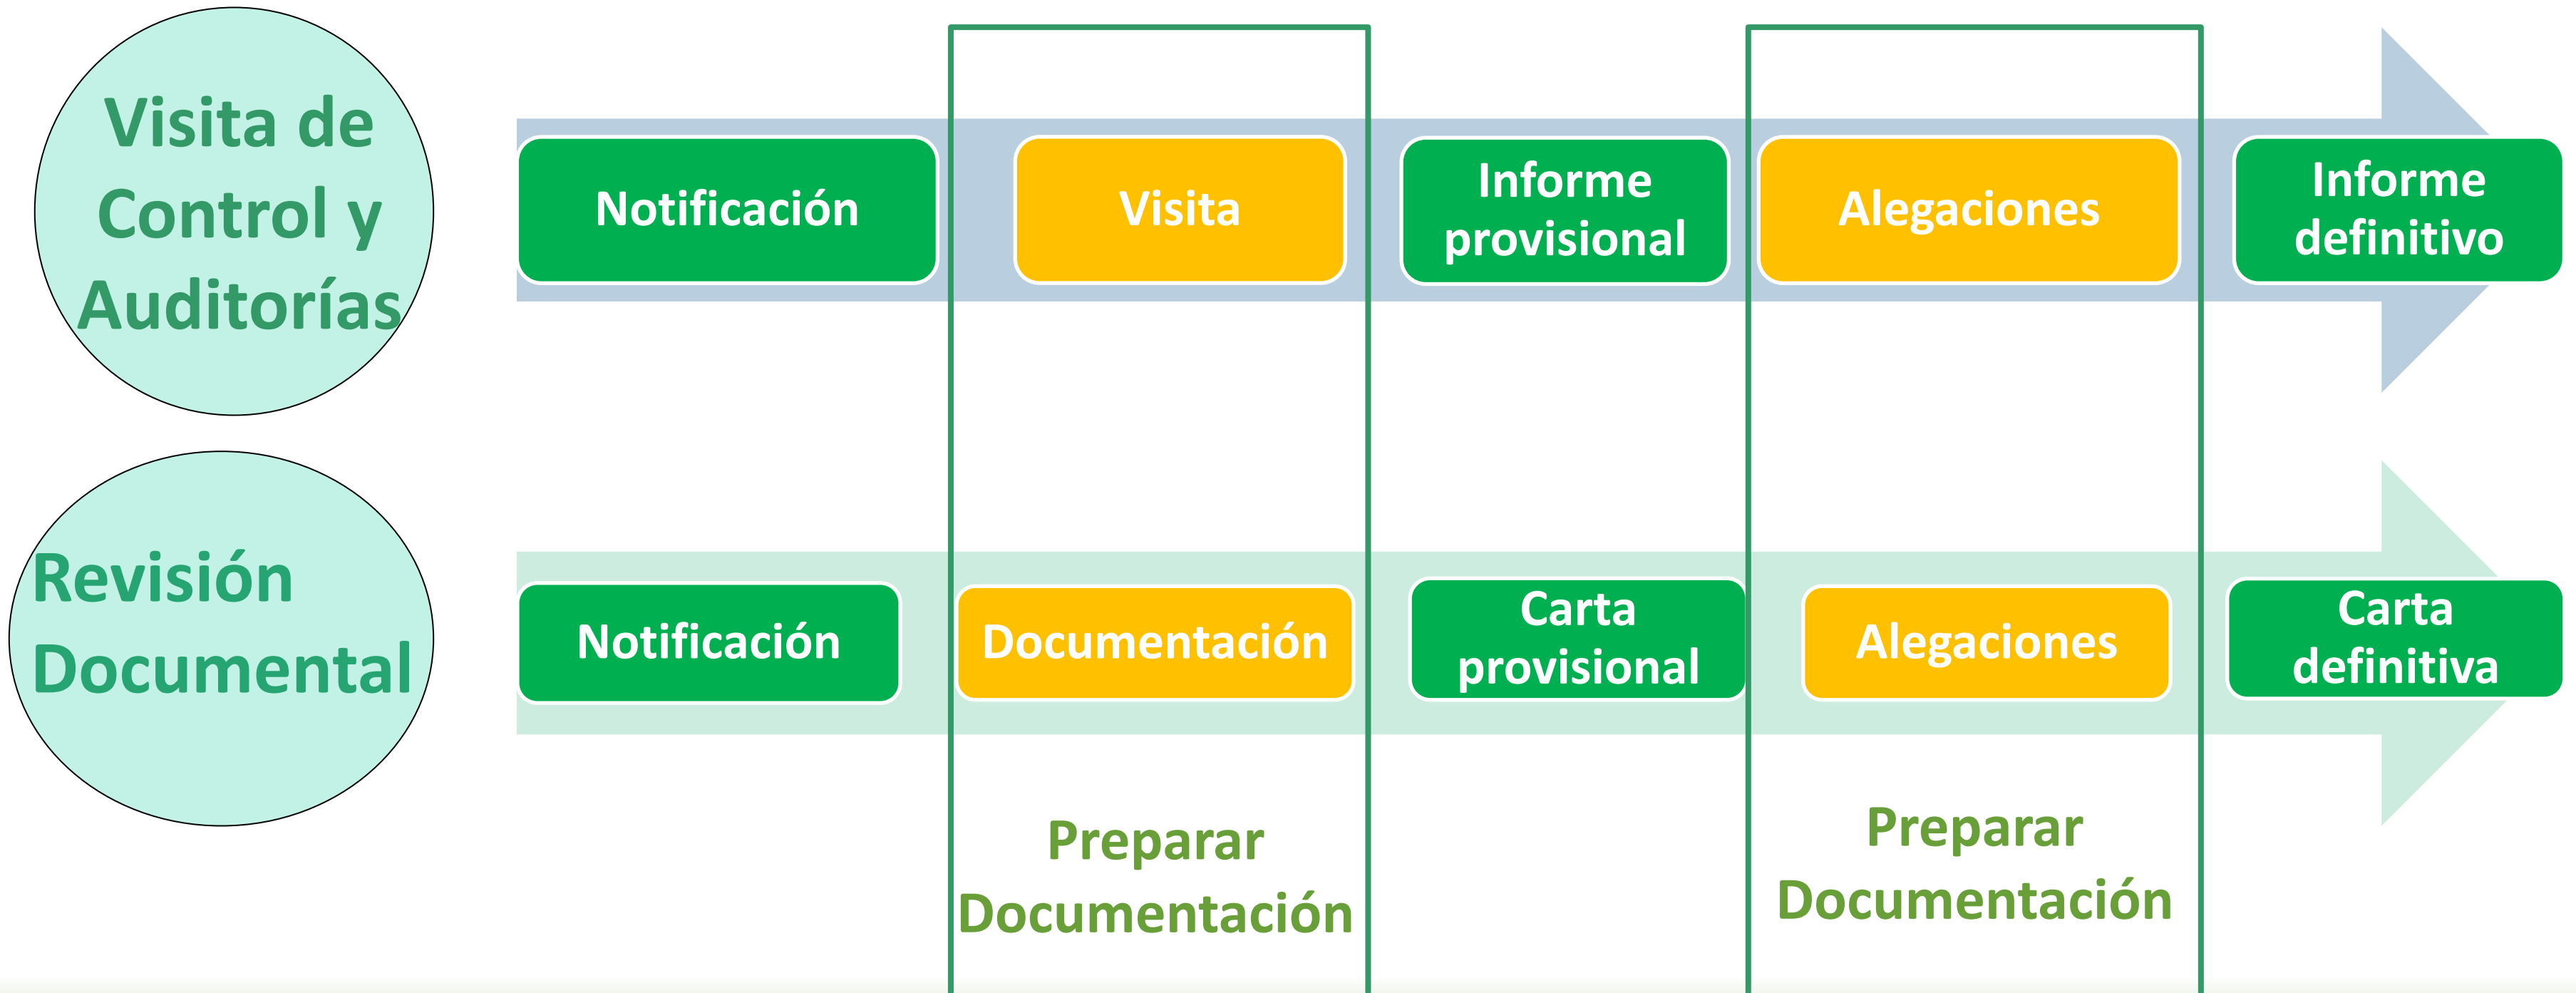 Visita de
Control y
Auditorías
Notificación
Visita
Informe
provisional
Alegaciones
Informe
definitivo
Revisión
Documental
Notificación
Documentación
Carta
provisional
Alegaciones
Carta
definitiva
Preparar
Documentación
Preparar
Documentación